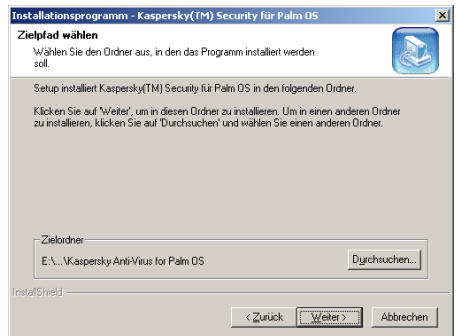 Installationsprogramm - Kaspersky(TM) Security für Palm OS
Zielpfad wählen
Wählen Sie den Ordner aus, in den das Programm installiert werden
soll.
Setup installiert Kaspersky(TM) Security für Palm OS in den folgenden Ordner.
Klicken Sie auf 'Weiter', um in diesen Ordner zu installieren. Um in einen anderen Ordner
zu installieren, klicken Sie auf 'Durchsuchen' und wählen Sie einen anderen Ordner.
Zielordner
E:\...\Kaspersky Anti-Virus for Palm OS
Durchsuchen...
InstallShield
< Zurück
Weiter >
Abbrechen